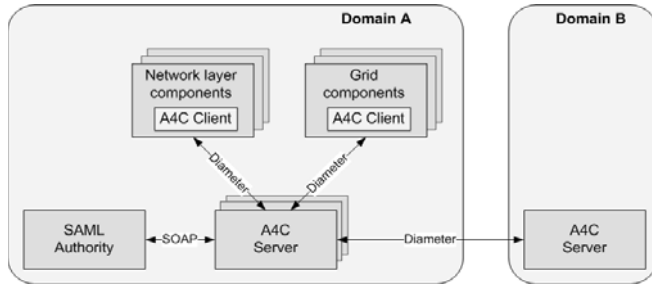 Domain A
Domain B
Network layer
components
A4C Client
Grid
components
A4C Client
Diameter
Diameter
SAML
Authority
SOAP
A4C
Server
Diameter
A4C
Server